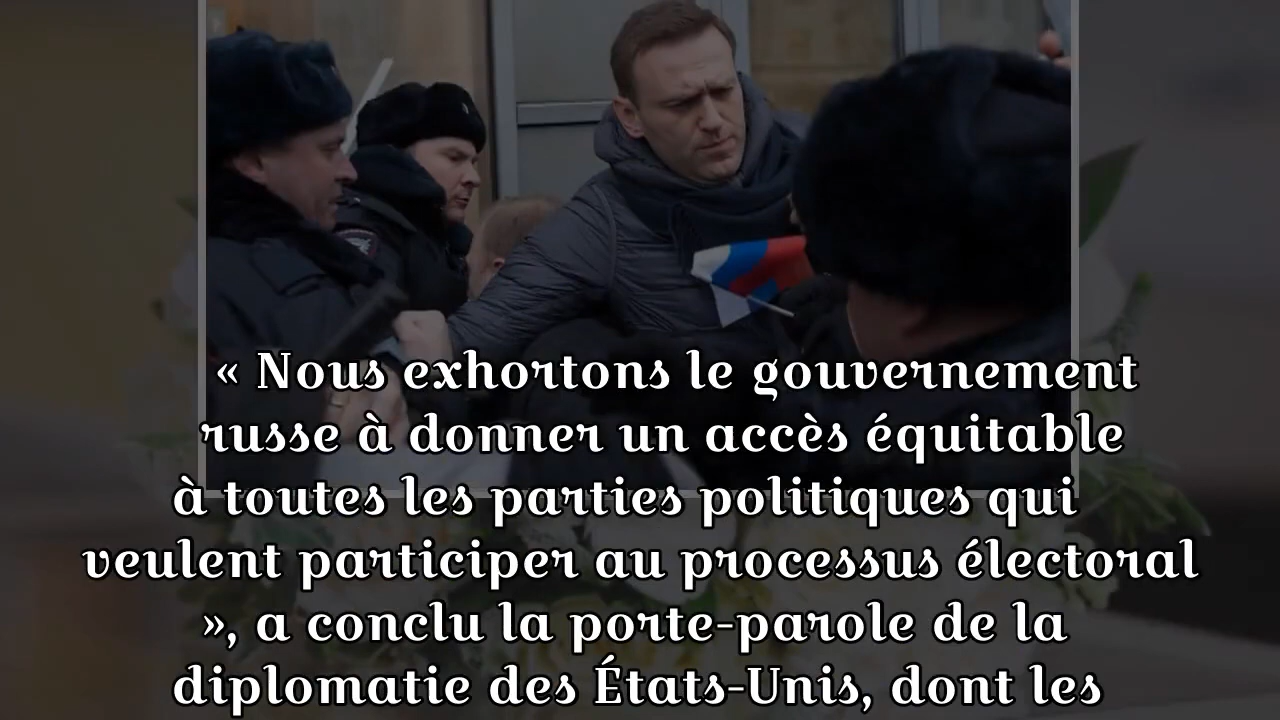 « Nous exhortons le gouvernement
russe à donner un accès équitable
à toutes les parties politiques qui
veulent participer au processus électoral
», a conclu la porte-parole de la
diplomatie des États-Unis, dont les